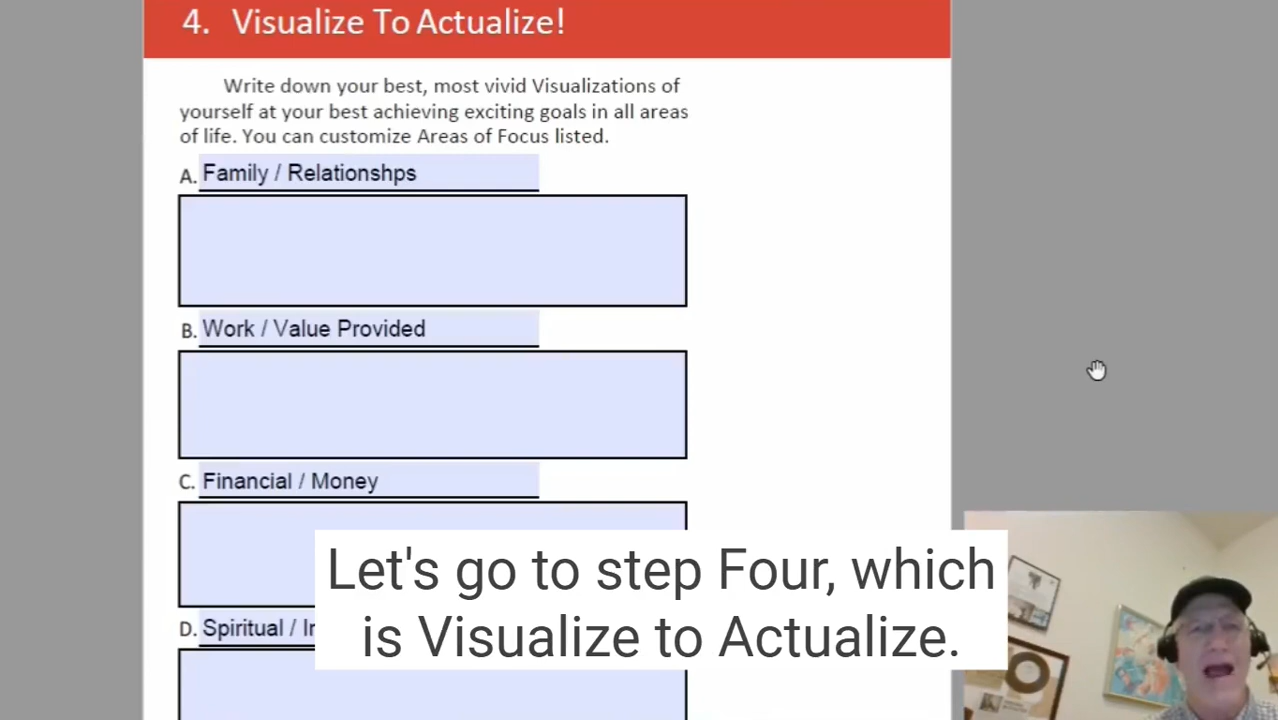 4. Visualize To Actualize!
Write down your best, most vivid Visualizations of
yourself at your best achieving exciting goals in all areas
of life. You can customize Areas of Focus listed.
A. Family / Relationshps
B. Work / Value Provided
C. Financial / Money
Let's go to step Four, which
is Visualize to Actualize.
D. Spiritual /